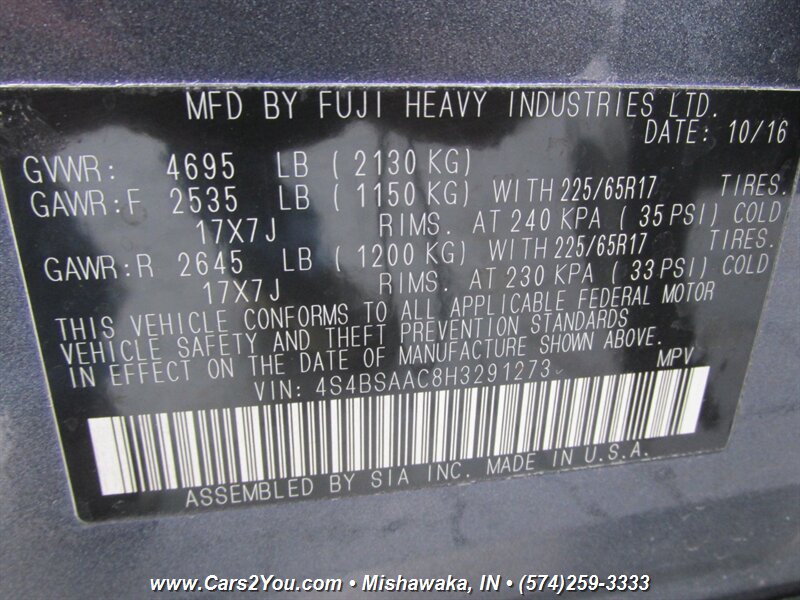 MFD BY FUJI HEAVY INDUSTRIES LTD.
DATE: 10/16
GVWR: 4695 LB ( 2130 KG)
GAWR:F 2535 LB ( 1150 KG) WITH 225/65R17 TIRES.
17X7J RIMS. AT 240 KPA ( 35 PSI) COLD
GAWR:R 2645 LB ( 1200 KG) WITH 225/65R17 TIRES.
17X7J RIMS. AT 230 KPA ( 33 PSI) COLD
THIS VEHICLE CONFORMS TO ALL APPLICABLE FEDERAL MOTOR
VEHICLE SAFETY AND THEFT PREVENTION STANDARDS
IN EFFECT ON THE DATE OF MANUFACTURE SHOWN ABOVE.
VIN: 4S4BSAAC8H3291273 MPV
ASSEMBLED BY SIA INC. MADE IN U.S.A.
www.Cars2You.com • Mishawaka, IN • (574)259-3333